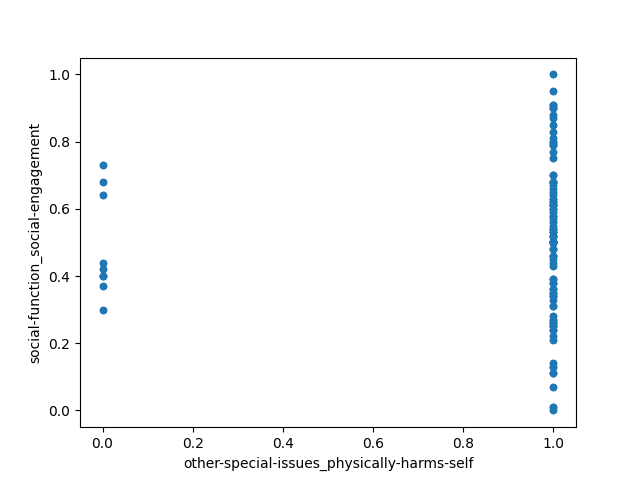 1.0
0.8
0.6
0.4
0.2
0.0
social-function_social-engagement
0.0 0.2 0.4 0.6 0.8 1.0
other-special-issues_physically-harms-self